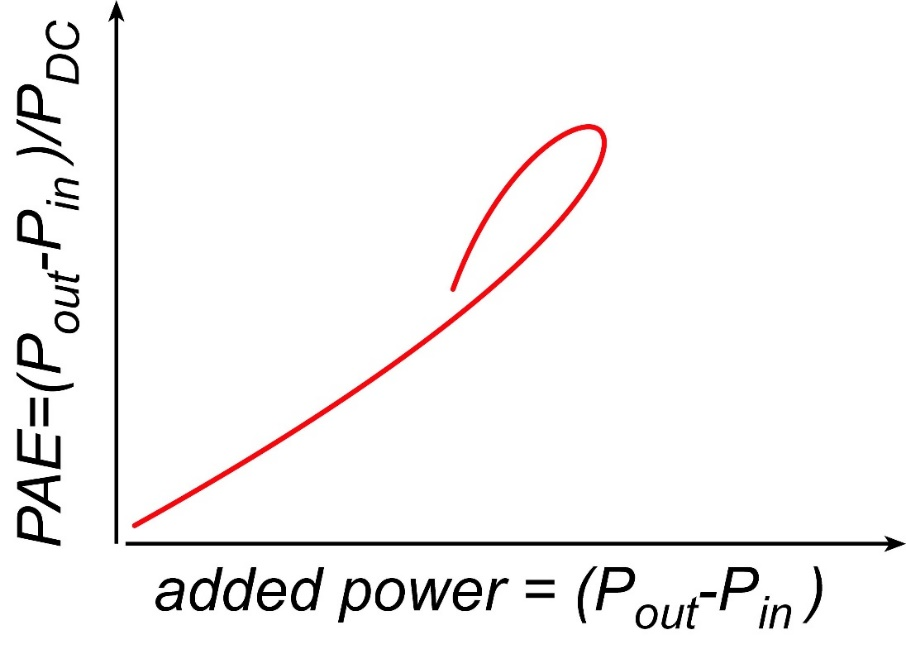 PAE=(Pout-Pin)/PDC
added power = (Pout-Pin)